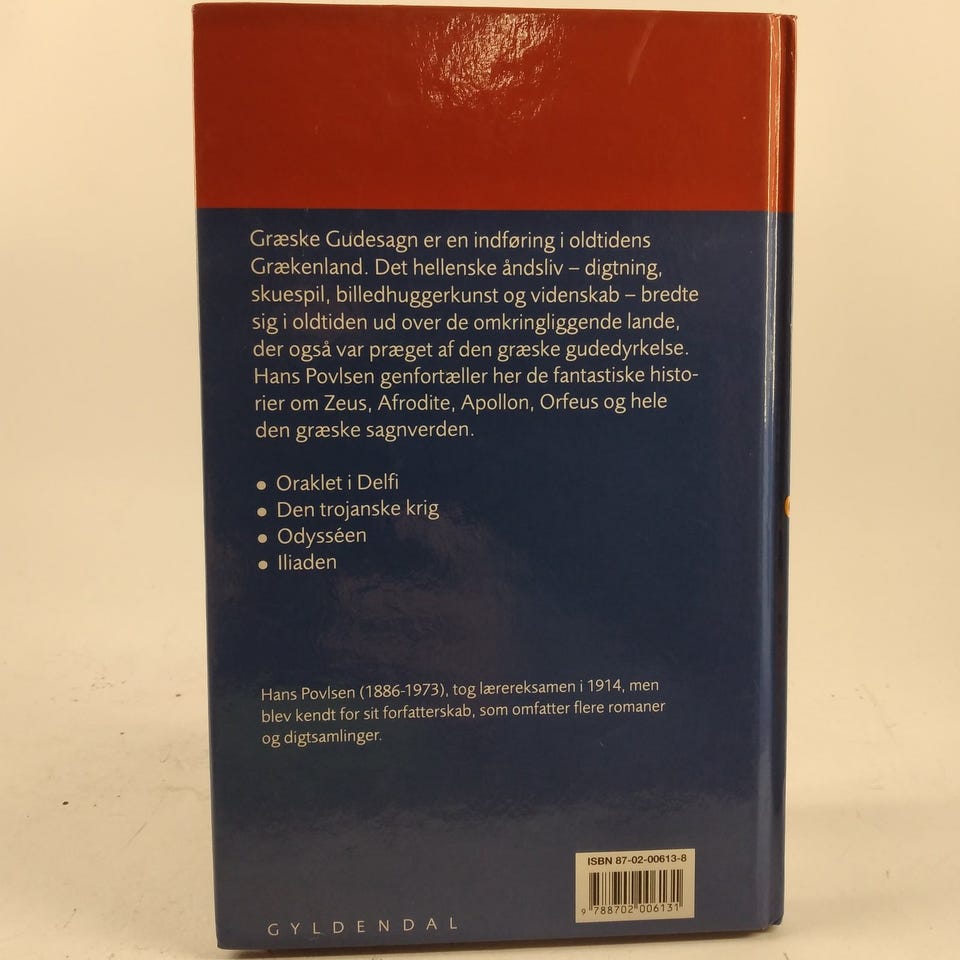 Græske Gudesagn er en indføring i oldtidens
Grækenland. Det hellenske åndsliv – digtning,
skuespil, billedhuggerkunst og videnskab – bredte
sig i oldtiden ud over de omkringliggende lande,
der også var præget af den græske gudedyrkelse.
Hans Povlsen genfortæller her de fantastiske histo-
rier om Zeus, Afrodite, Apollon, Orfeus og hele
den græske sagnverden.
• Oraklet i Delfi
• Den trojanske krig
• Odysséen
• Iliaden
Hans Povlsen (1886-1973), tog lærereksamen i 1914, men
blev kendt for sit forfatterskab, som omfatter flere romaner
og digtsamlinger.
ISBN 87-02-00613-8
9 788702 006131
GYLDENDAL